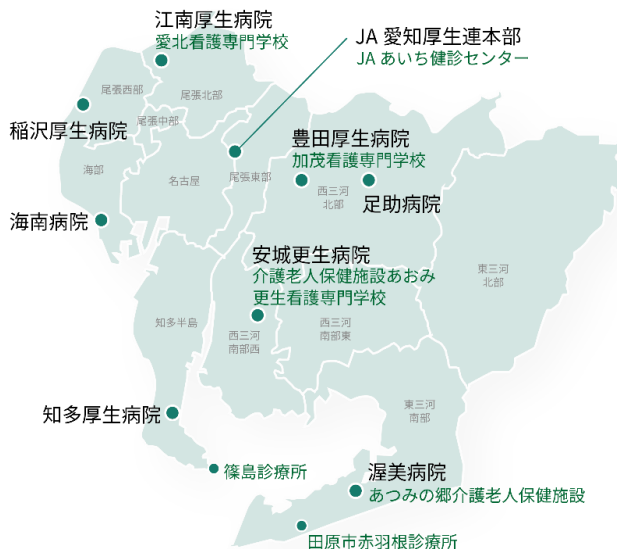 江南厚生病院
愛北看護専門学校
JA 愛知厚生連本部
JA あいち健診センター
尾張西部
尾張北部
稲沢厚生病院
尾張中部
豊田厚生病院
加茂看護専門学校
海部
名古屋
尾張東部
西三河
北部
足助病院
海南病院
安城更生病院
介護老人保健施設あおみ
更生看護専門学校
東三河
北部
知多半島
西三河
南部西
西三河
南部東
知多厚生病院
東三河
南部
篠島診療所
渥美病院
あつみの郷介護老人保健施設
田原市赤羽根診療所